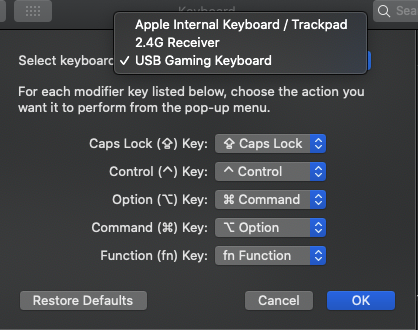 Keyboard
Sea
Apple Internal Keyboard / Trackpad
2.4G Receiver
Select keyboard
✓ USB Gaming Keyboard
For each modifier key listed below, choose the action you
want it to perform from the pop-up menu.
Caps Lock (⇪) Key: ⇪ Caps Lock
Control (^) Key: ^ Control
Option (⌥) Key: ⌘ Command
Command (⌘) Key: ⌥ Option
Function (fn) Key: fn Function
Restore Defaults
Cancel
OK